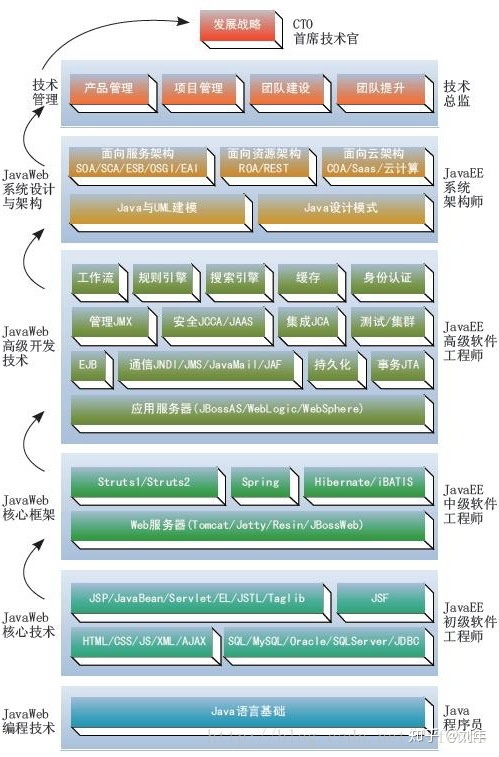 发展战略
CTO
首席技术官
技术
管理
产品管理
项目管理
团队建设
团队提升
技术
总监
JavaWeb
系统设计
与架构
面向服务架构
SOA/SCA/ESB/OSGI/EAI
面向资源架构
ROA/REST
面向云架构
COA/Saas/云计算
Java与UML建模
Java设计模式
JavaEE
系统
架构师
JavaWeb
高级开发
技术
工作流
规则引擎
搜索引擎
缓存
身份认证
管理JMX
安全JCCA/JAAS
集成JCA
测试/集群
EJB
通信JNDI/JMS/JavaMail/JAF
持久化
事务JTA
应用服务器(JBossAS/WebLogic/WebSphere)
JavaEE
高级软件
工程师
JavaWeb
核心框架
Struts1/Struts2
Spring
Hibernate/iBATIS
Web服务器(Tomcat/Jetty/Resin/JBossWeb)
JavaEE
中级软件
工程师
JavaWeb
核心技术
JSP/JavaBean/Servlet/EL/JSTL/Taglib
JSF
HTML/CSS/JS/XML/AJAX
SQL/MySQL/Oracle/SQLServer/JDBC
JavaEE
初级软件
工程师
JavaWeb
编程技术
Java语言基础
Java
程序员
知乎 @刘年